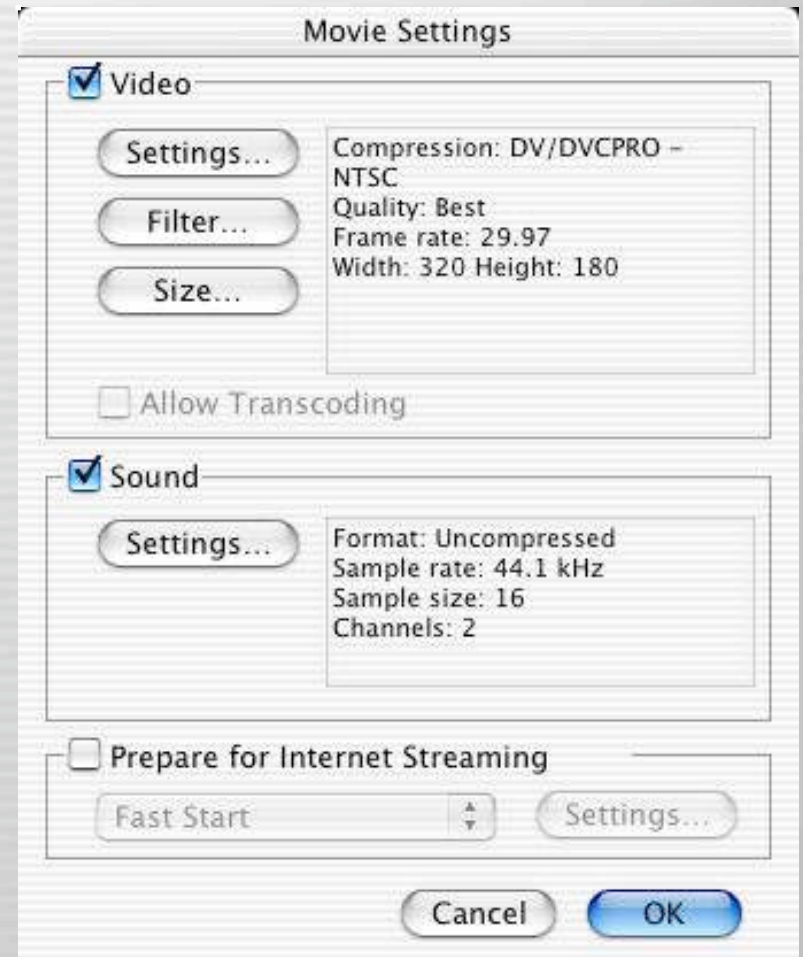 Movie Settings
Video
Settings...
Filter...
Size...
Compression: DV/DVCPRO –
NTSC
Quality: Best
Frame rate: 29.97
Width: 320 Height: 180
Allow Transcoding
Sound
Settings...
Format: Uncompressed
Sample rate: 44.1 kHz
Sample size: 16
Channels: 2
Prepare for Internet Streaming
Fast Start
Settings...
Cancel
OK